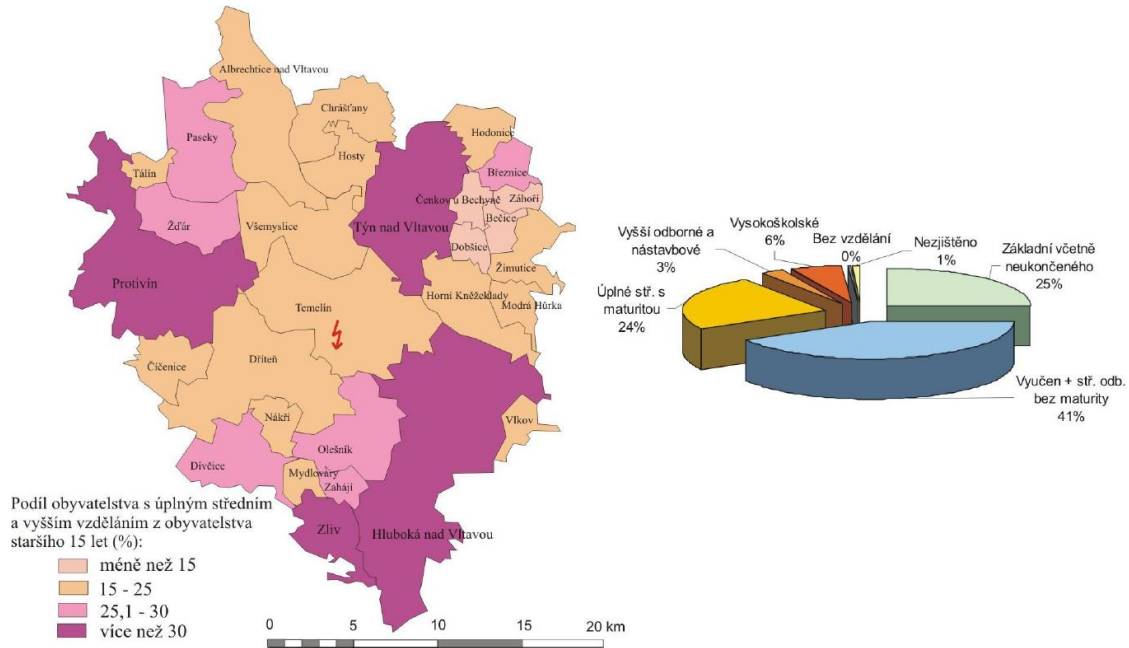 Albrechtice nad Vltavou
Chrášťany
Paseky
Hodonice
Hosty
Tálín
Březnice
Čenkov u Bechyně
Záhoří
Bečice
Žďár
Všemyslice
Týn nad Vltavou
Dobšice
Žimutice
Protivín
Horní Kněžeklady
Modrá Hůrka
Temelín
Číčenice
Dříteň
Nákří
Vlkov
Olešník
Dívčice
Mydlovary
Zahájí
Zliv
Hluboká nad Vltavou
Podíl obyvatelstva s úplným středním
a vyšším vzděláním z obyvatelstva
staršího 15 let (%):
méně než 15
15 - 25
25,1 - 30
více než 30
0 5 10 15 20 km
Vyšší odborné a
nástavbové
3%
Vysokoškolské
6%
Bez vzdělání
0%
Nezjištěno
1%
Základní včetně
neukončeného
25%
Úplné stř. s
maturitou
24%
Vyučen + stř. odb.
bez maturity
41%